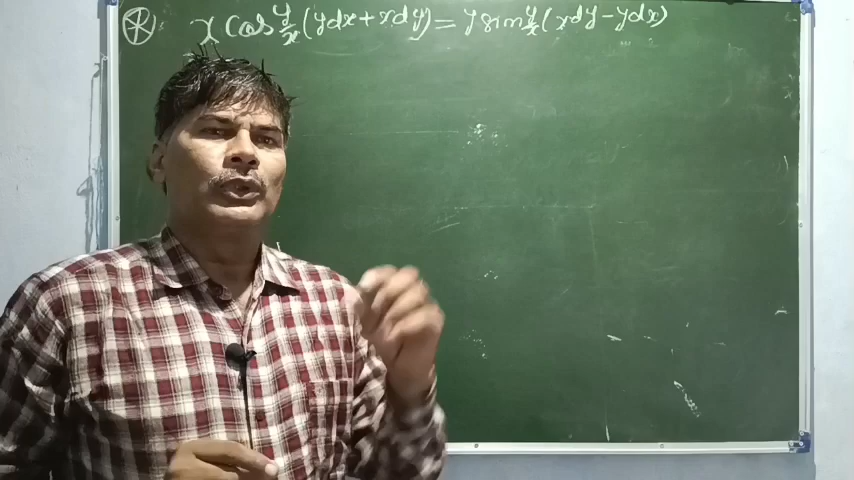 ✳ x cos y/x (ydx + xdy) = y sin y/x (xdy - ydx)